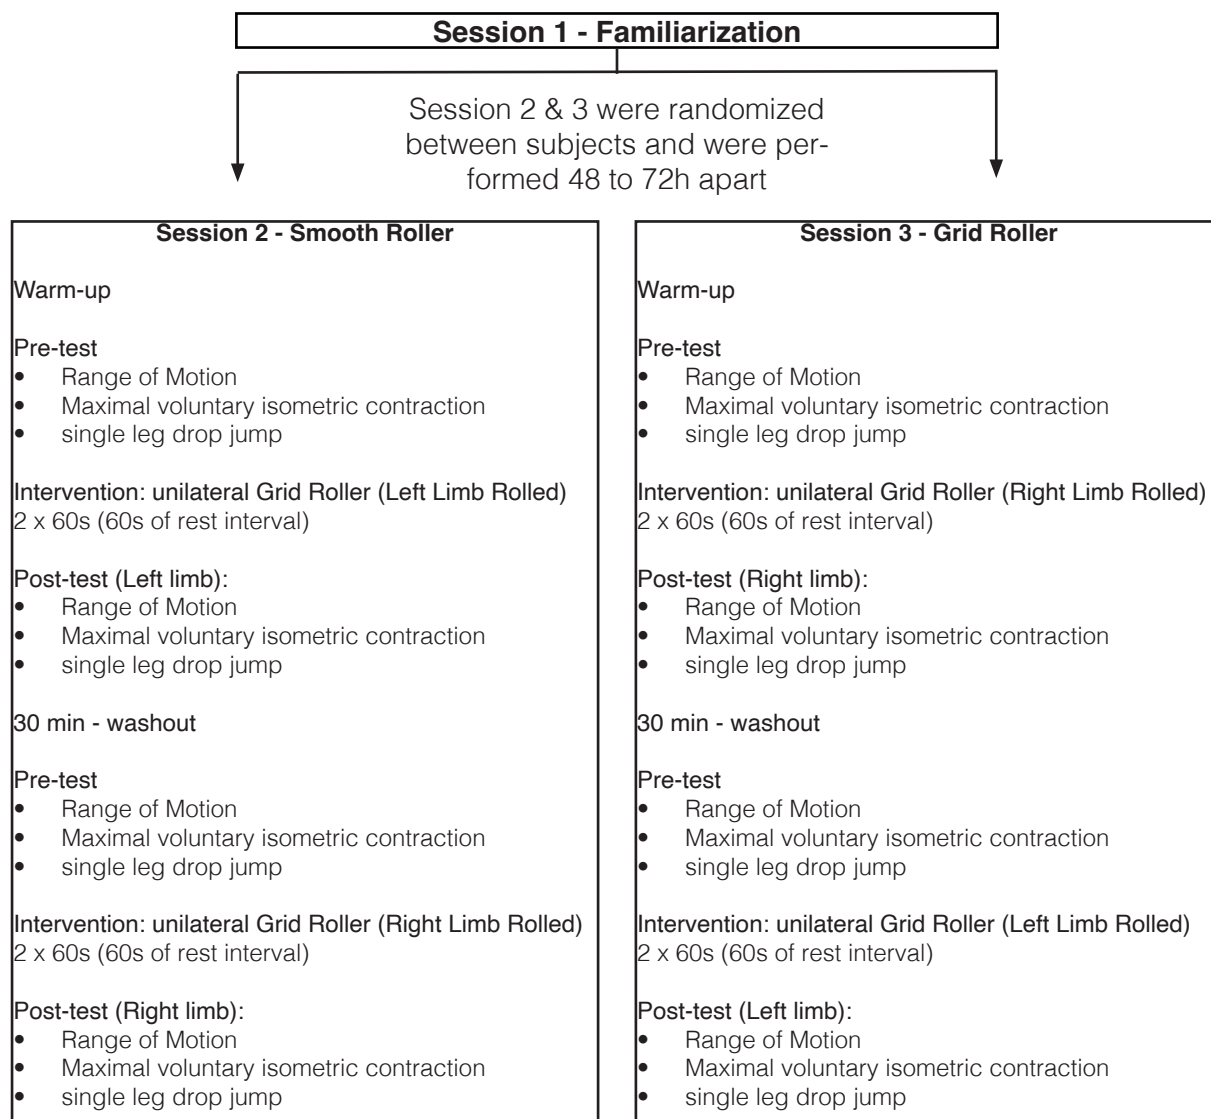 Session 1 - Familiarization
Session 2 & 3 were randomized
between subjects and were per-
formed 48 to 72h apart
Session 2 - Smooth Roller
Warm-up
Pre-test
• Range of Motion
• Maximal voluntary isometric contraction
• single leg drop jump
Intervention: unilateral Grid Roller (Left Limb Rolled)
2 x 60s (60s of rest interval)
Post-test (Left limb):
• Range of Motion
• Maximal voluntary isometric contraction
• single leg drop jump
30 min - washout
Pre-test
• Range of Motion
• Maximal voluntary isometric contraction
• single leg drop jump
Intervention: unilateral Grid Roller (Right Limb Rolled)
2 x 60s (60s of rest interval)
Post-test (Right limb):
• Range of Motion
• Maximal voluntary isometric contraction
• single leg drop jump
Session 3 - Grid Roller
Warm-up
Pre-test
• Range of Motion
• Maximal voluntary isometric contraction
• single leg drop jump
Intervention: unilateral Grid Roller (Right Limb Rolled)
2 x 60s (60s of rest interval)
Post-test (Right limb):
• Range of Motion
• Maximal voluntary isometric contraction
• single leg drop jump
30 min - washout
Pre-test
• Range of Motion
• Maximal voluntary isometric contraction
• single leg drop jump
Intervention: unilateral Grid Roller (Left Limb Rolled)
2 x 60s (60s of rest interval)
Post-test (Left limb):
• Range of Motion
• Maximal voluntary isometric contraction
• single leg drop jump